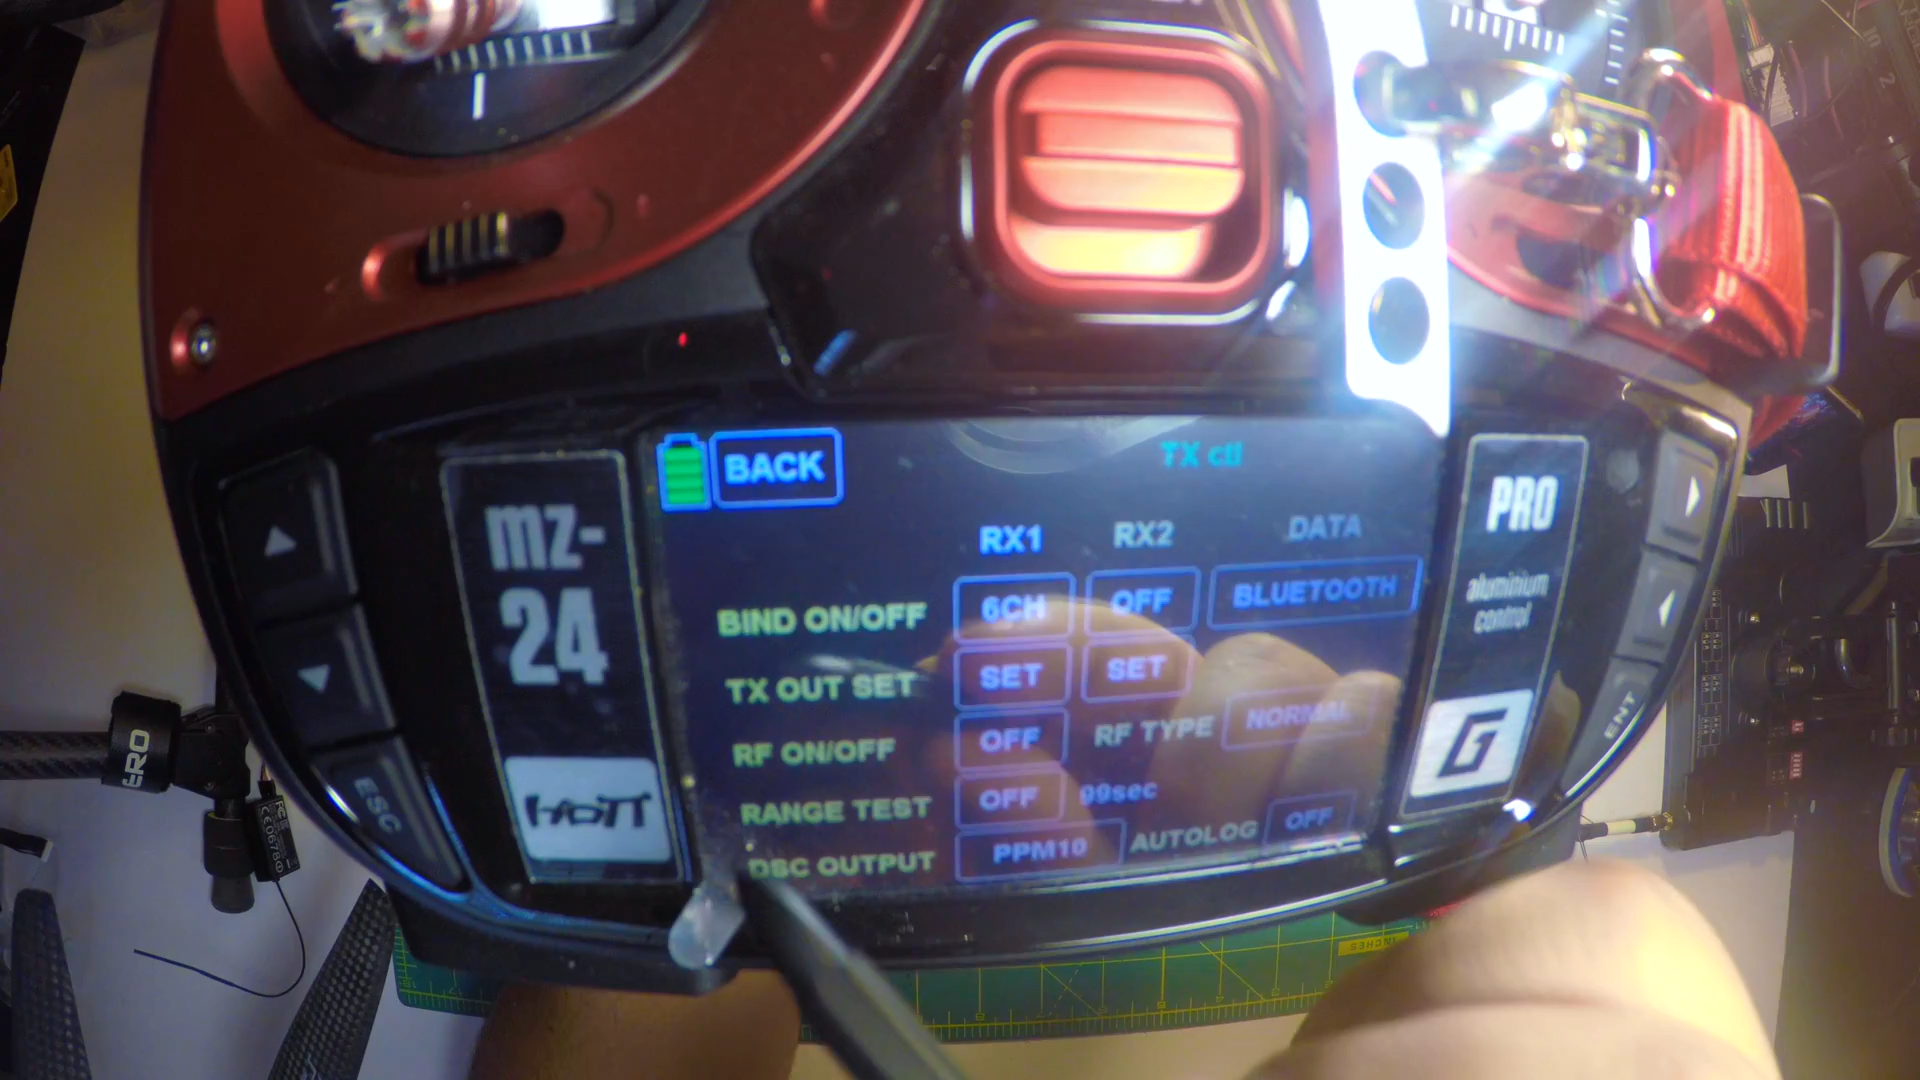 BACK
TX ctl
RX1 RX2 DATA
BIND ON/OFF 6CH OFF BLUETOOTH
TX OUT SET SET SET
RF ON/OFF OFF RF TYPE NORMAL
RANGE TEST OFF 99sec
DSC OUTPUT PPM10 AUTOLOG OFF
mz-
24
HoTT
ESC
PRO
aluminium
control
G
ENT
INCHES